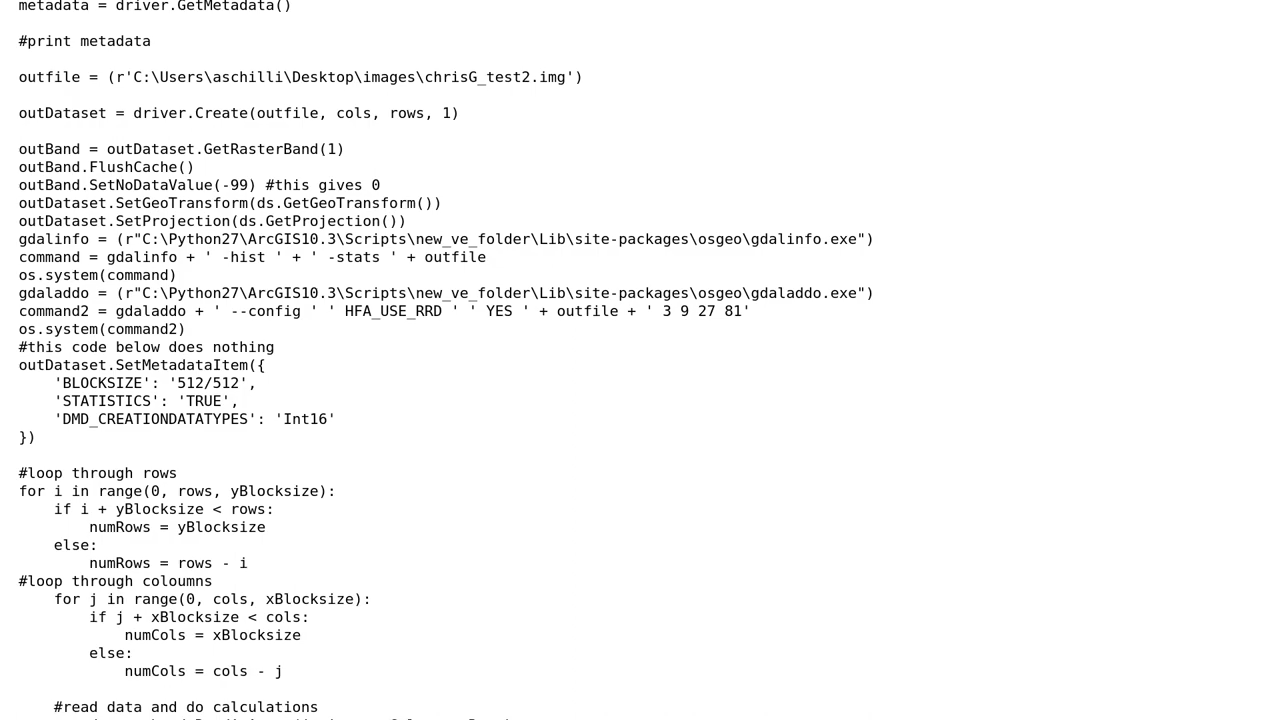 metadata = driver.GetMetadata()
#print metadata
outfile = (r'C:\Users\aschilli\Desktop\images\chrisG_test2.img')
outDataset = driver.Create(outfile, cols, rows, 1)
outBand = outDataset.GetRasterBand(1)
outBand.FlushCache()
outBand.SetNoDataValue(-99) #this gives 0
outDataset.SetGeoTransform(ds.GetGeoTransform())
outDataset.SetProjection(ds.GetProjection())
gdalinfo = (r"C:\Python27\ArcGIS10.3\Scripts\new_ve_folder\Lib\site-packages\osgeo\gdalinfo.exe")
command = gdalinfo + ' -hist ' + ' -stats ' + outfile
os.system(command)
gdaladdo = (r"C:\Python27\ArcGIS10.3\Scripts\new_ve_folder\Lib\site-packages\osgeo\gdaladdo.exe")
command2 = gdaladdo + ' --config ' ' HFA_USE_RRD ' ' YES ' + outfile + ' 3 9 27 81'
os.system(command2)
#this code below does nothing
outDataset.SetMetadataItem({
    'BLOCKSIZE': '512/512',
    'STATISTICS': 'TRUE',
    'DMD_CREATIONDATATYPES': 'Int16'
})
#loop through rows
for i in range(0, rows, yBlocksize):
    if i + yBlocksize < rows:
        numRows = yBlocksize
    else:
        numRows = rows - i
#loop through coloumns
    for j in range(0, cols, xBlocksize):
        if j + xBlocksize < cols:
            numCols = xBlocksize
        else:
            numCols = cols - j
    #read data and do calculations